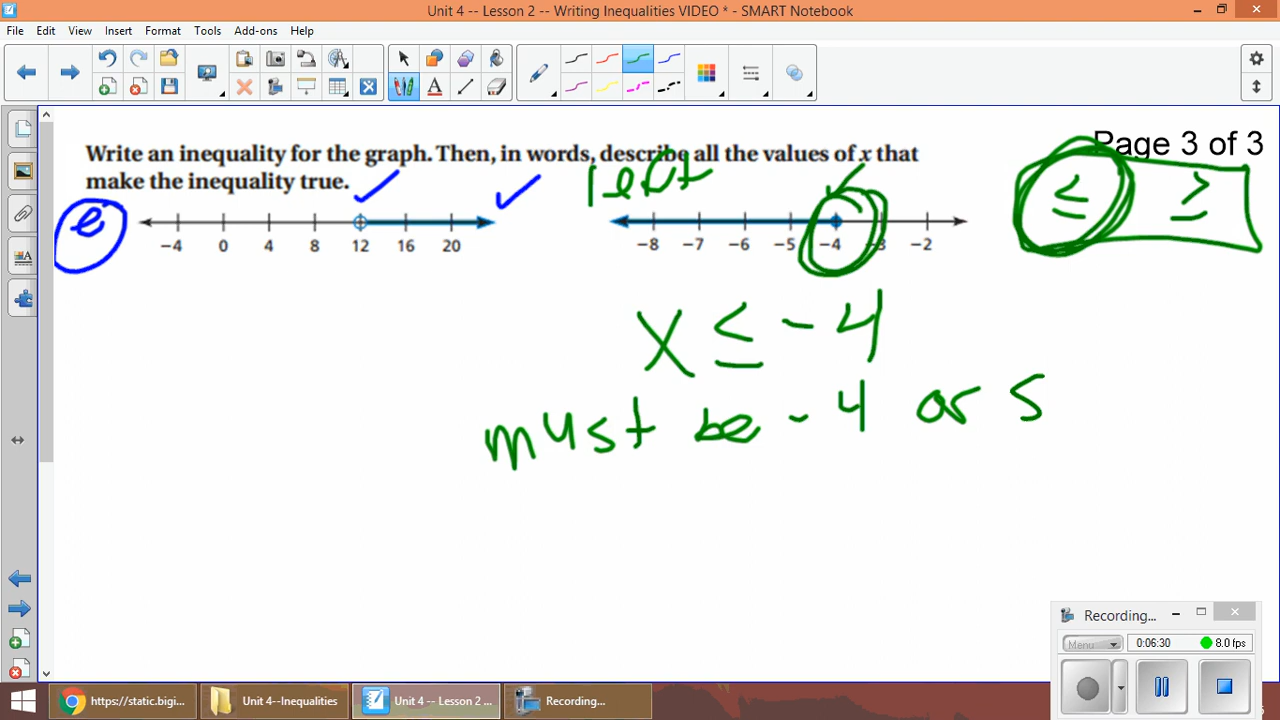 Unit 4 -- Lesson 2 -- Writing Inequalities VIDEO * - SMART Notebook
File Edit View Insert Format Tools Add-ons Help
Page 3 of 3
Write an inequality for the graph. Then, in words, describe all the values of x that
make the inequality true.
left
≤ ≥
e
-4 0 4 8 12 16 20
-8 -7 -6 -5 -4 -3 -2
x ≤ -4
must be -4 or s
Recording...
Menu 0:06:30 8.0 fps
https://static.bigi... Unit 4--Inequalities Unit 4 -- Lesson 2 ... Recording...